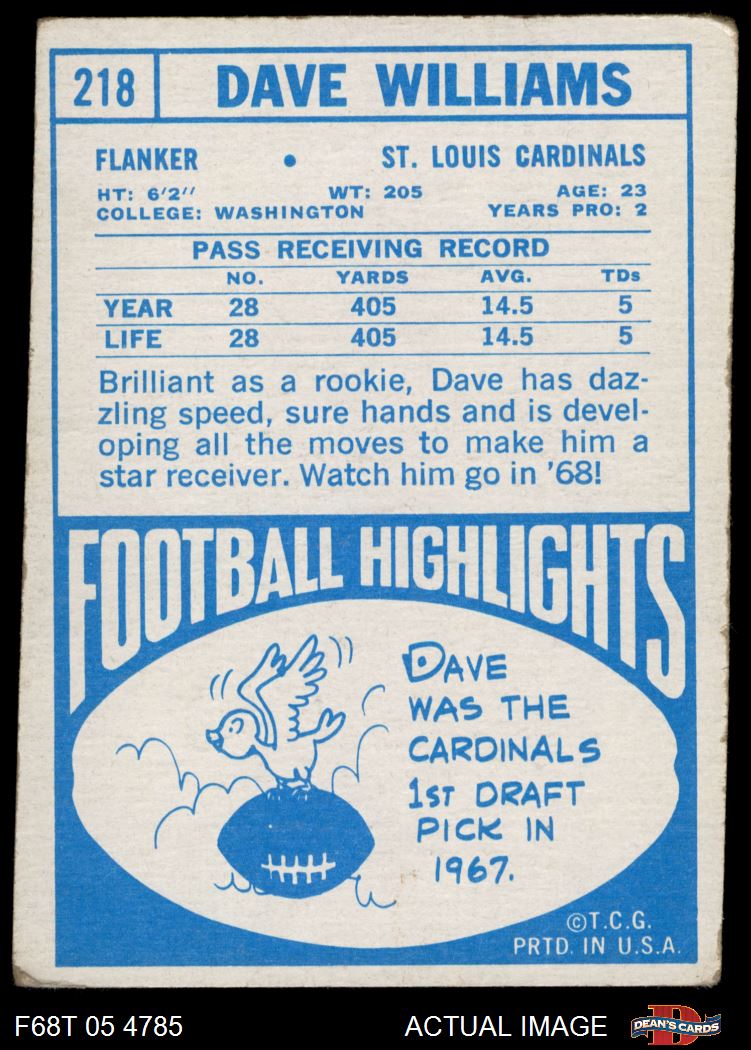 218 DAVE WILLIAMS
FLANKER • ST. LOUIS CARDINALS
HT: 6'2" WT: 205 AGE: 23
COLLEGE: WASHINGTON YEARS PRO: 2
PASS RECEIVING RECORD
NO. YARDS AVG. TDs
YEAR 28 405 14.5 5
LIFE 28 405 14.5 5
Brilliant as a rookie, Dave has daz-
zling speed, sure hands and is devel-
oping all the moves to make him a
star receiver. Watch him go in '68!
FOOTBALL HIGHLIGHTS
DAVE
WAS THE
CARDINALS
1ST DRAFT
PICK IN
1967.
©T.C.G.
PRTD. IN U.S.A.
F68T 05 4785 ACTUAL IMAGE DEAN'S CARDS